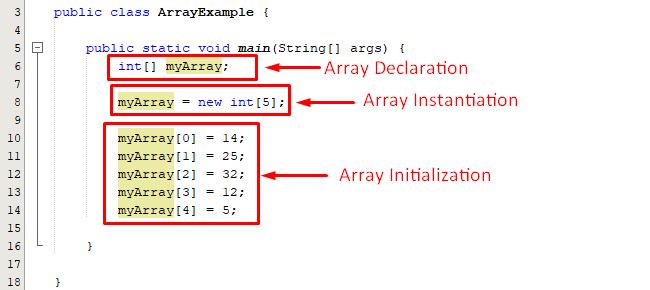 3 public class ArrayExample {
4
5 public static void main(String[] args) {
6 int[] myArray; Array Declaration
7
8 myArray = new int[5]; Array Instantiation
9
10 myArray[0] = 14;
11 myArray[1] = 25;
12 myArray[2] = 32; Array Initialization
13 myArray[3] = 12;
14 myArray[4] = 5;
15
16 }
17
18 }